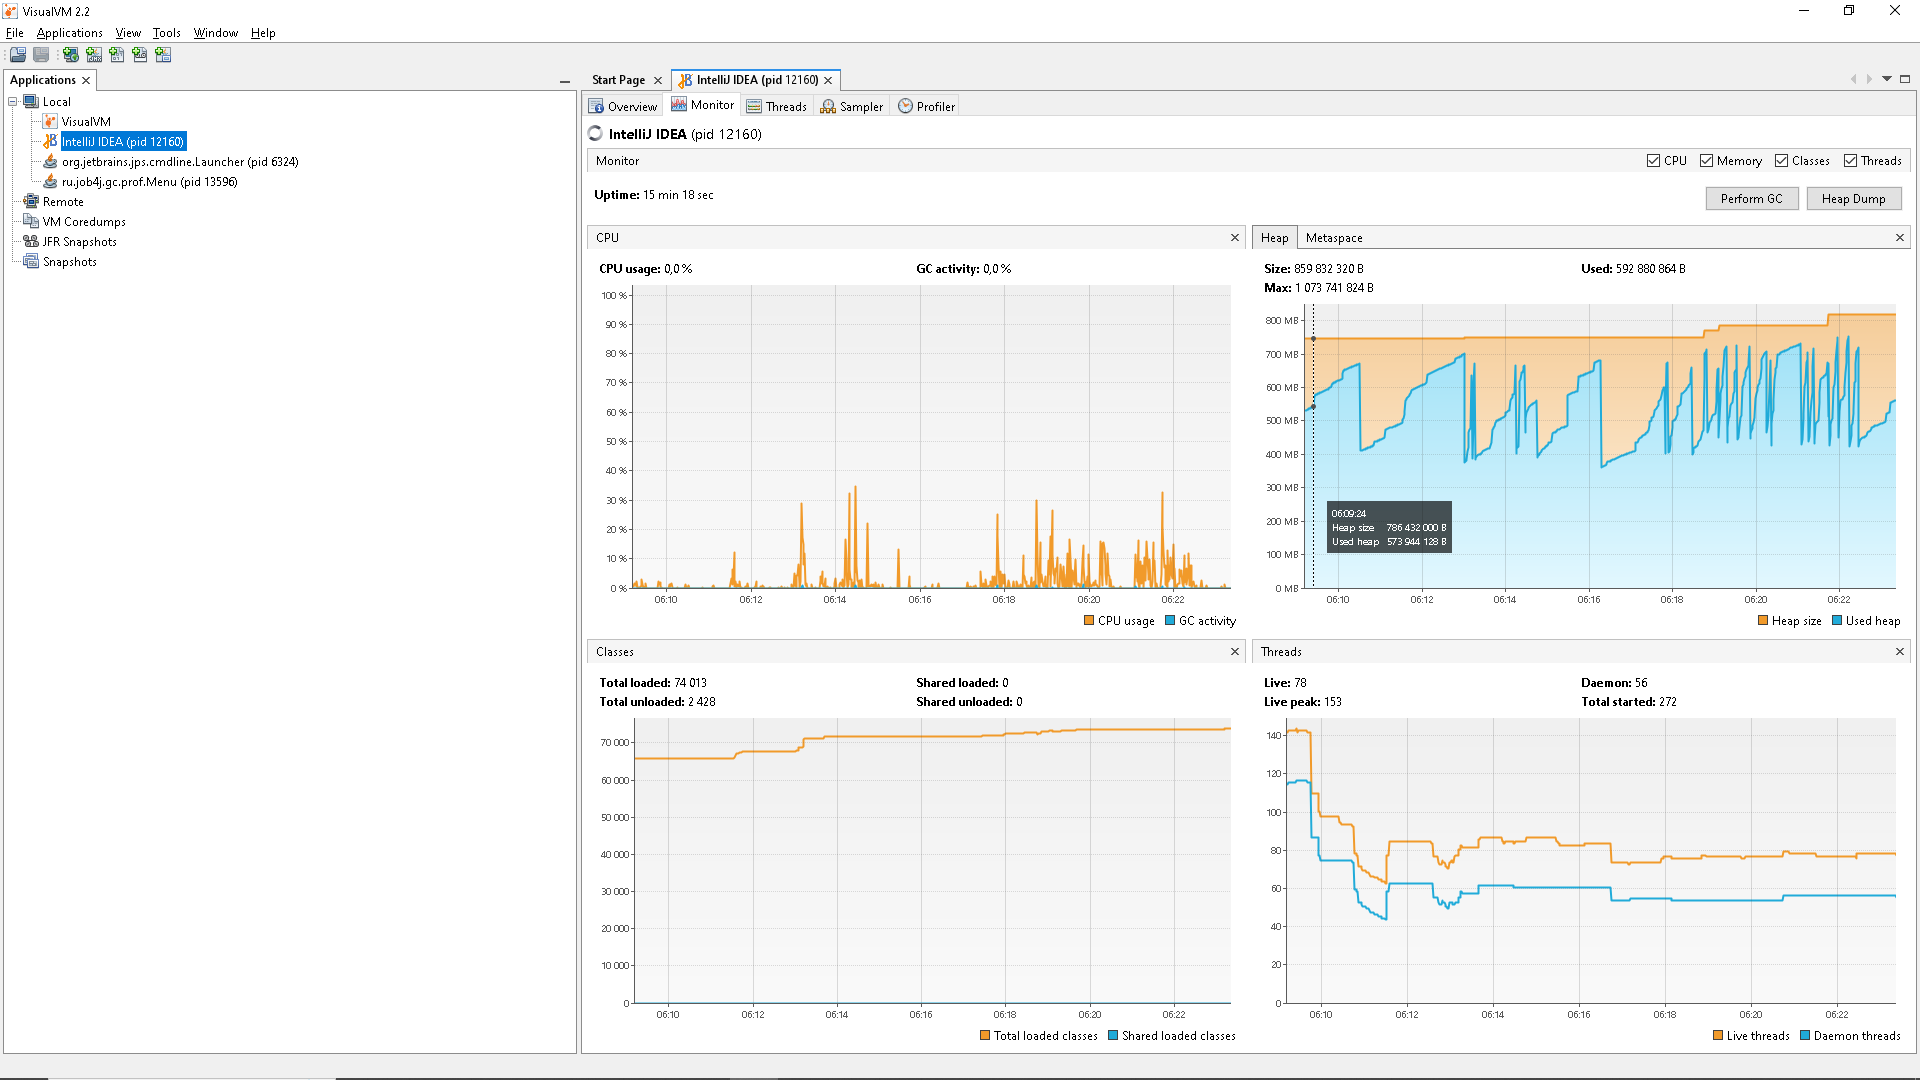 VisualVM 2.2
File Applications View Tools Window Help
Applications
Local
VisualVM
IntelliJ IDEA (pid 12160)
org.jetbrains.jps.cmdline.Launcher (pid 6324)
ru.job4j.gc.prof.Menu (pid 13596)
Remote
VM Coredumps
JFR Snapshots
Snapshots
Start Page IntelliJ IDEA (pid 12160)
Overview Monitor Threads Sampler Profiler
IntelliJ IDEA (pid 12160)
Monitor CPU Memory Classes Threads
Uptime: 15 min 18 sec
Perform GC Heap Dump
CPU
CPU usage: 0,0 % GC activity: 0,0 %
100 %
90 %
80 %
70 %
60 %
50 %
40 %
30 %
20 %
10 %
0 %
06:10 06:12 06:14 06:16 06:18 06:20 06:22
CPU usage GC activity
Heap Metaspace
Size: 859 832 320 B Used: 592 880 864 B
Max: 1 073 741 824 B
800 MB
700 MB
600 MB
500 MB
400 MB
300 MB
200 MB
100 MB
0 MB
06:09:24
Heap size 786 432 000 B
Used heap 573 944 128 B
06:10 06:12 06:14 06:16 06:18 06:20 06:22
Heap size Used heap
Classes
Total loaded: 74 013 Shared loaded: 0
Total unloaded: 2 428 Shared unloaded: 0
70 000
60 000
50 000
40 000
30 000
20 000
10 000
0
06:10 06:12 06:14 06:16 06:18 06:20 06:22
Total loaded classes Shared loaded classes
Threads
Live: 78 Daemon: 56
Live peak: 153 Total started: 272
140
120
100
80
60
40
20
0
06:10 06:12 06:14 06:16 06:18 06:20 06:22
Live threads Daemon threads